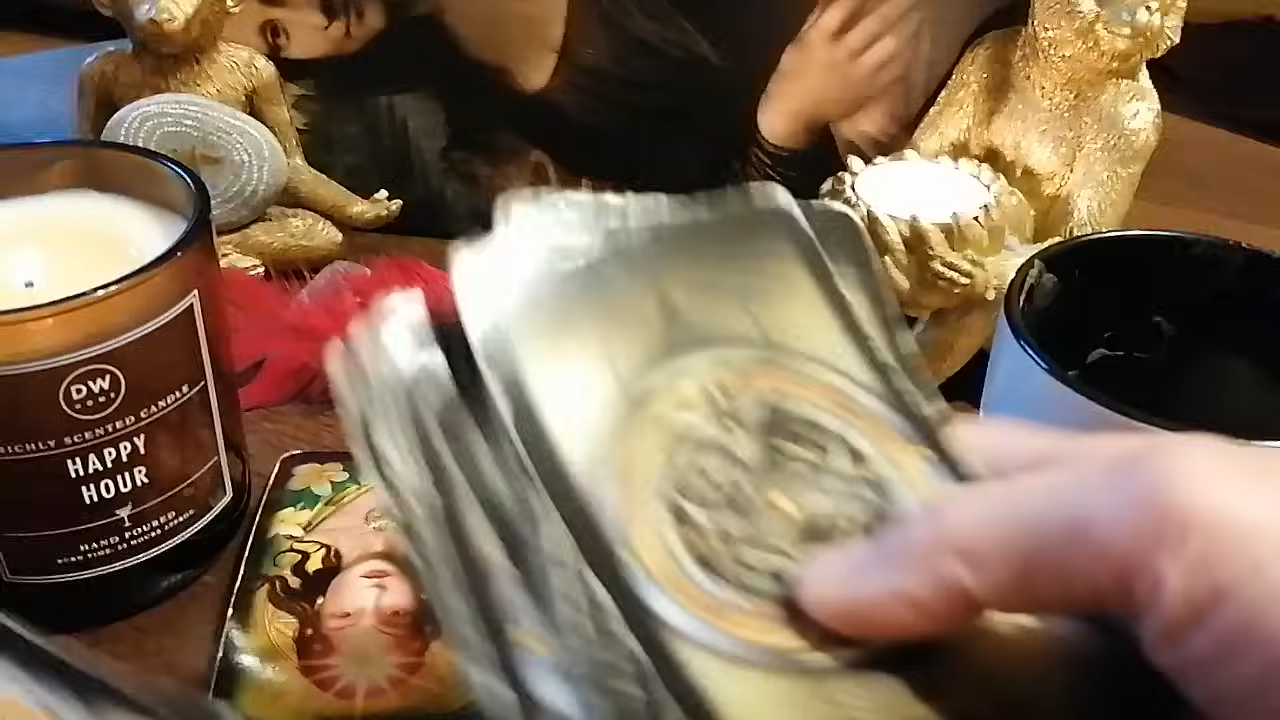 DW
HOME
RICHLY SCENTED CANDLE
HAPPY
HOUR
HAND POURED